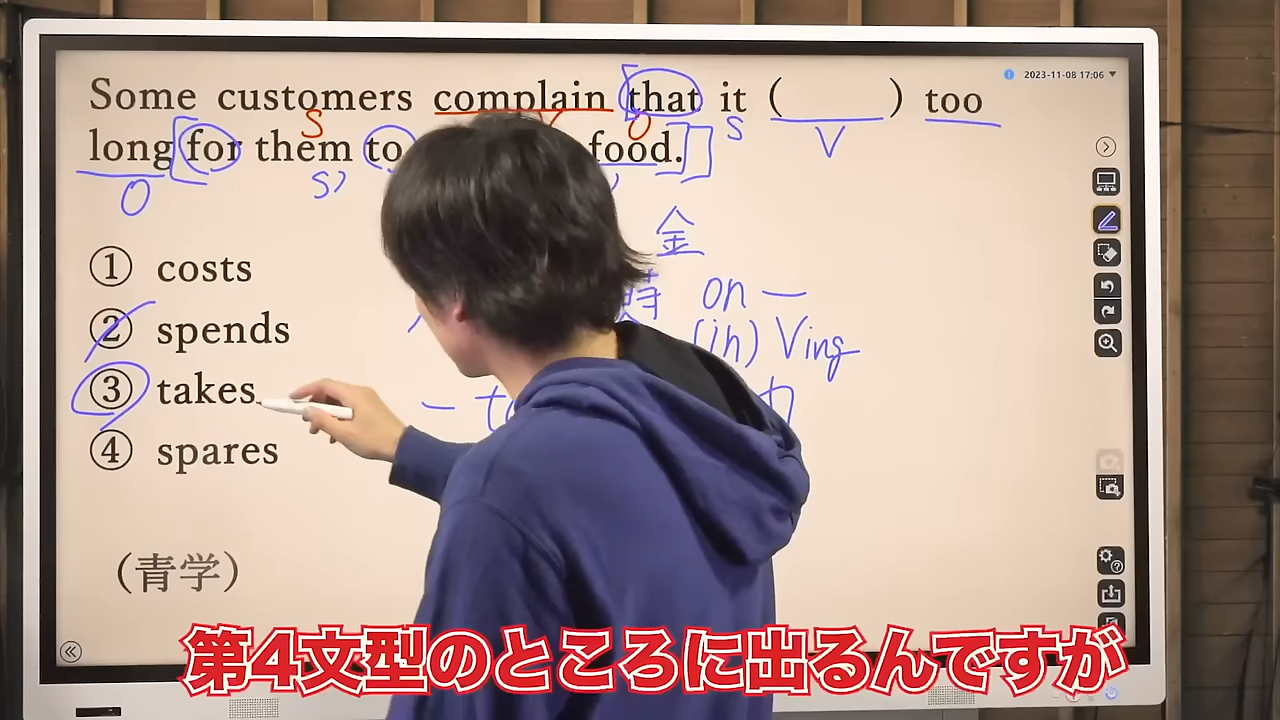 2023-11-08 17:06
Some customers complain that it ( ) too
S O S V
long for them to food.
O S'
① costs
金
② spends
時 on —
(in) Ving
③ takes
④ spares
(青学)
第4文型のところに出るんですが